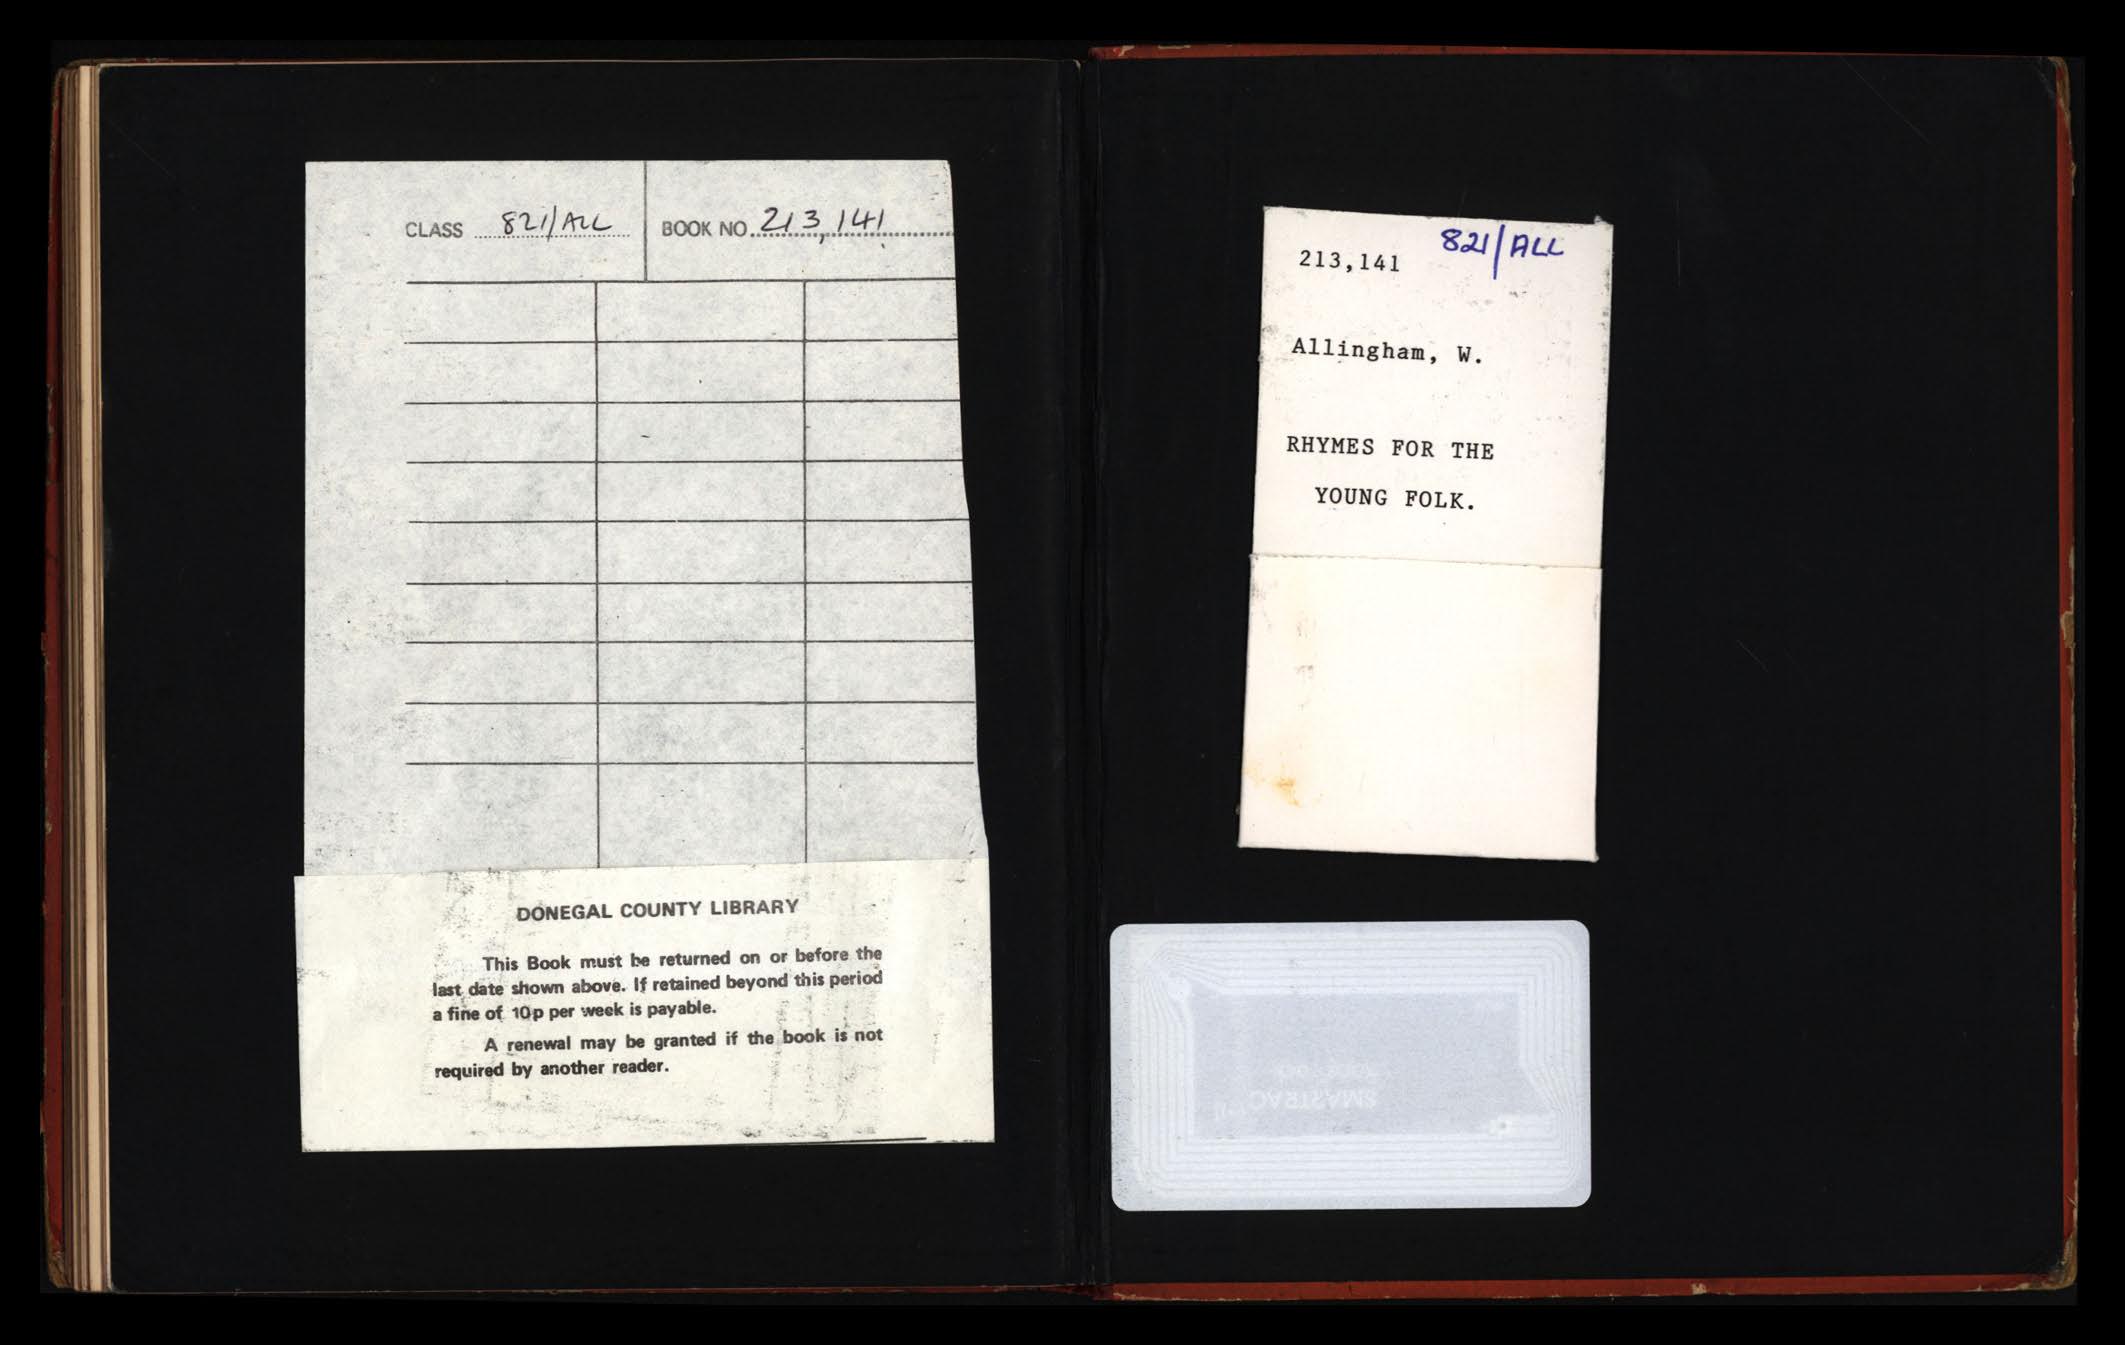 CLASS 821/ALL BOOK NO. 213,141
DONEGAL COUNTY LIBRARY
This Book must be returned on or before the
last date shown above. If retained beyond this period
a fine of 10p per week is payable.
A renewal may be granted if the book is not
required by another reader.
821/ALL
213,141
Allingham, W.
RHYMES FOR THE
YOUNG FOLK.
SMARTRAC